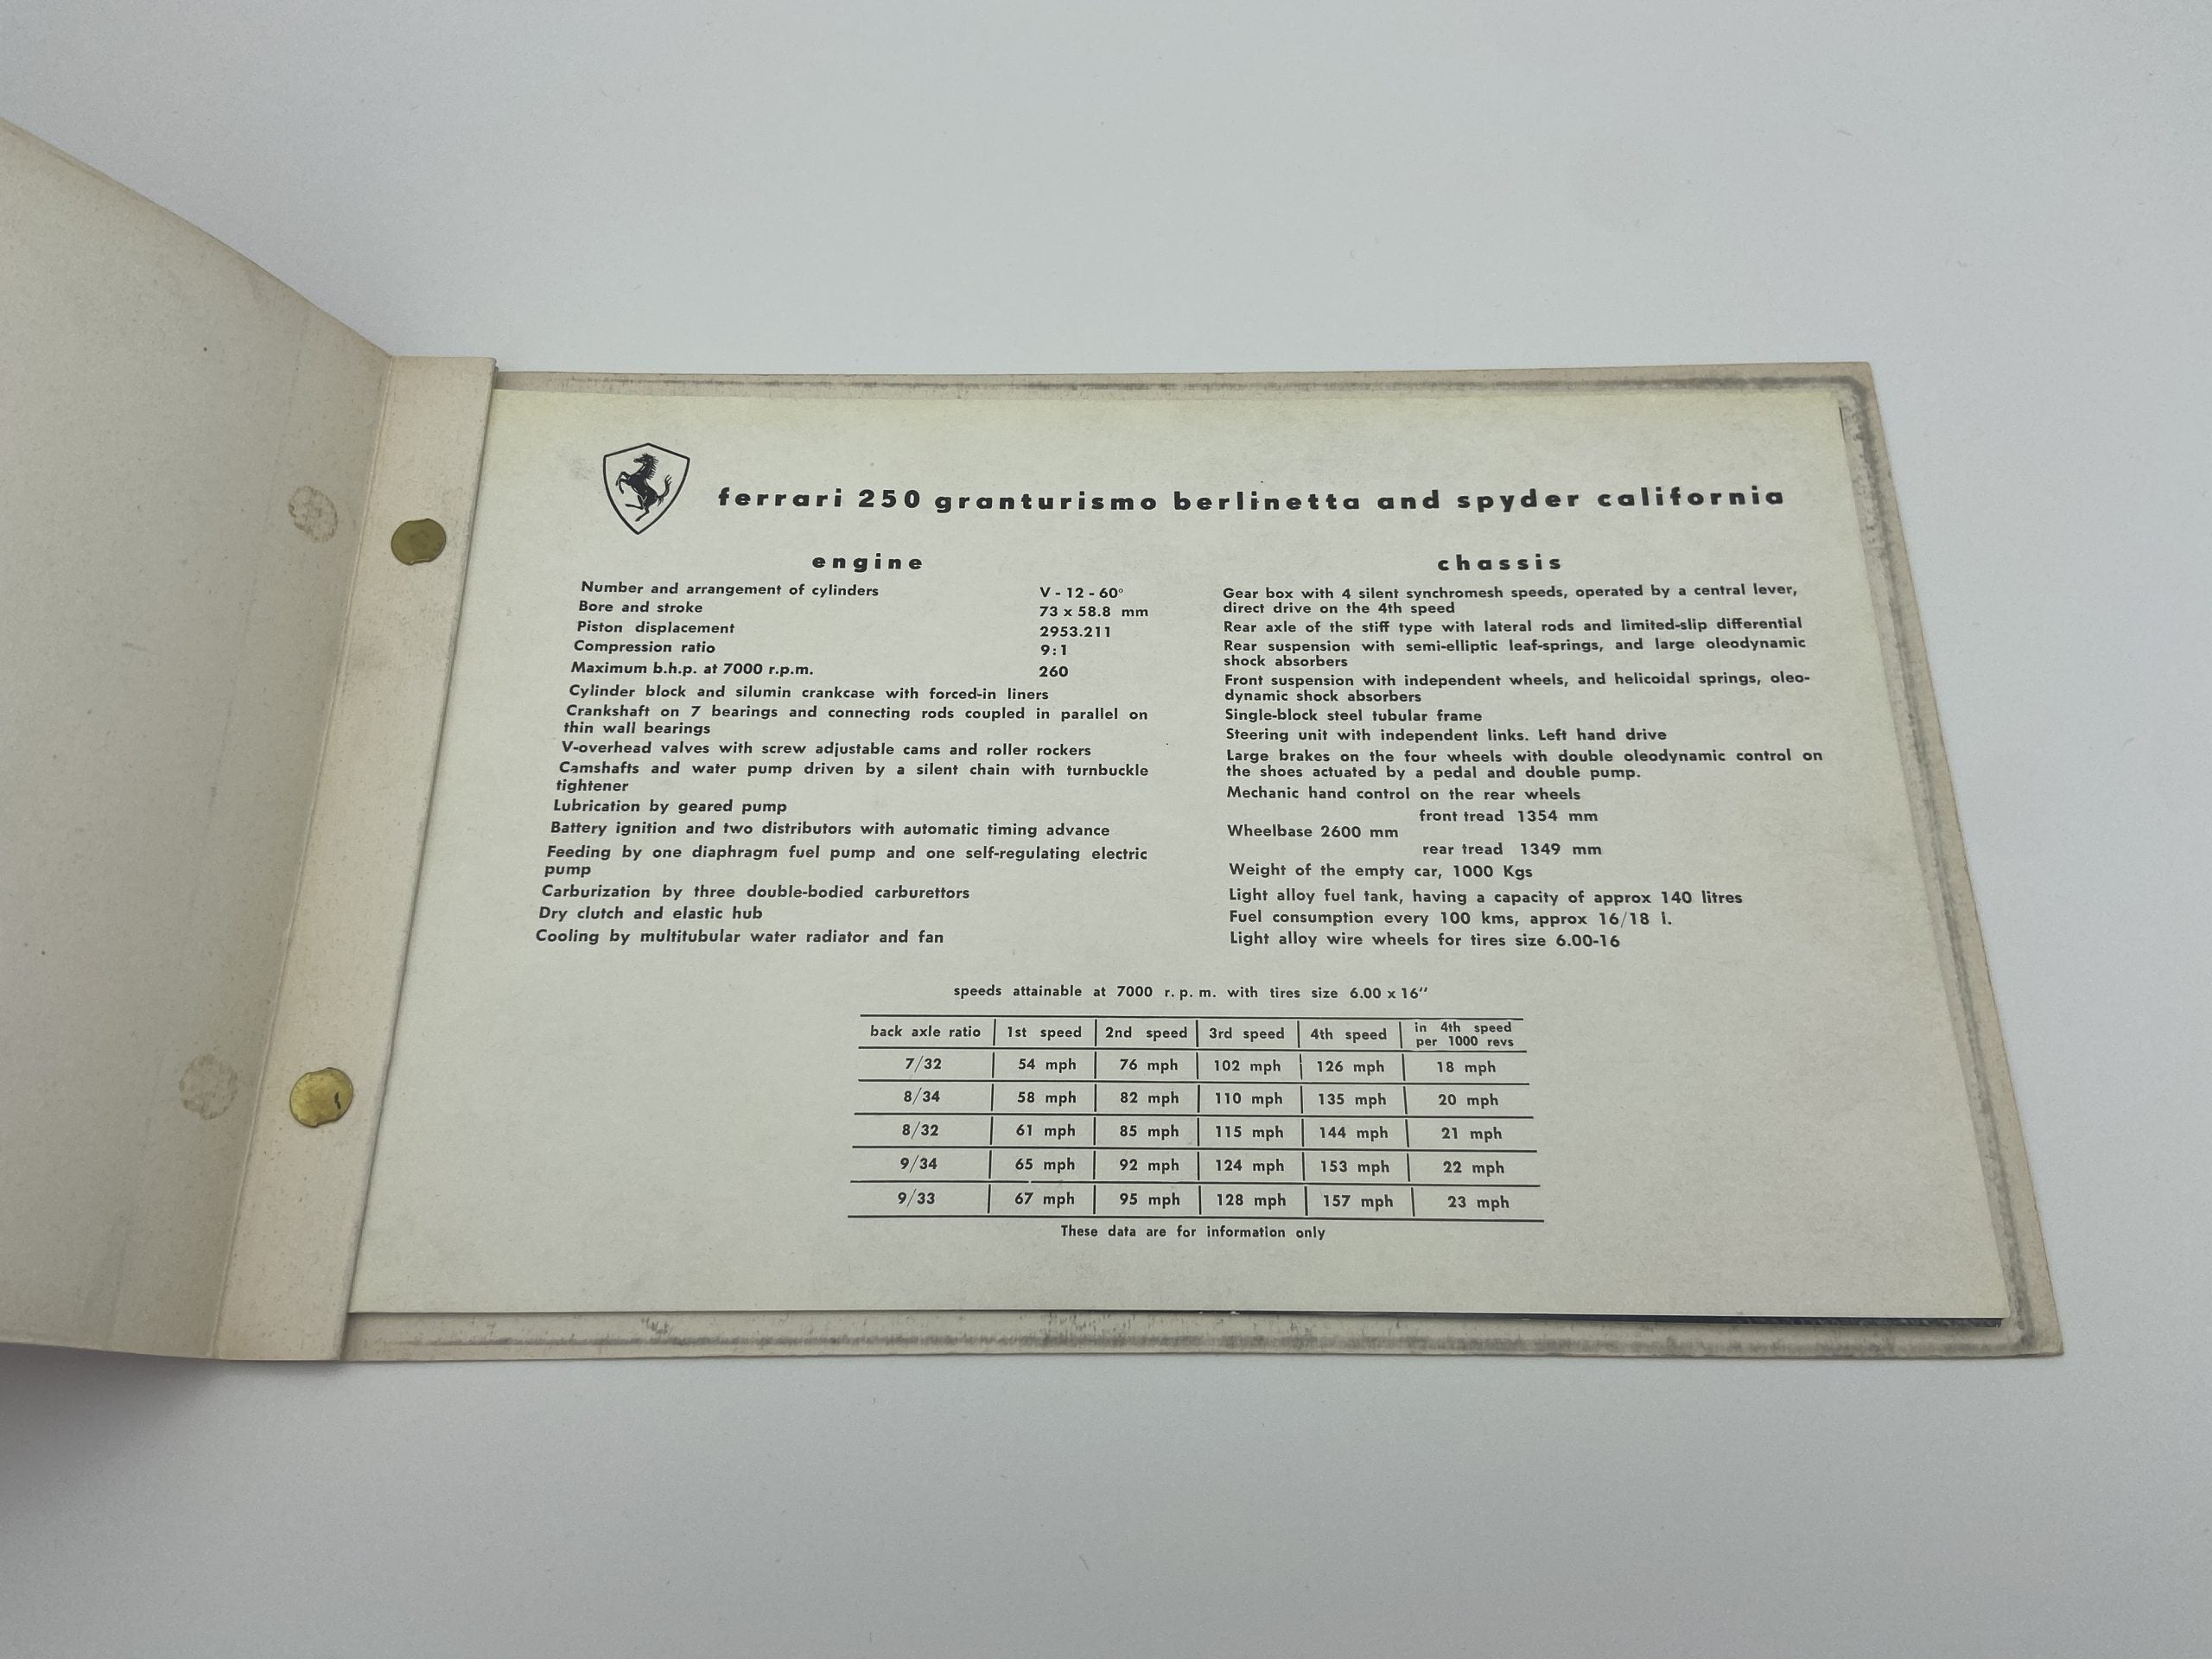 ferrari 250 granturismo berlinetta and spyder california
engine
Number and arrangement of cylinders V - 12 - 60°
Bore and stroke 73 x 58.8 mm
Piston displacement 2953.211
Compression ratio 9:1
Maximum b.h.p. at 7000 r.p.m. 260
Cylinder block and silumin crankcase with forced-in liners
Crankshaft on 7 bearings and connecting rods coupled in parallel on
thin wall bearings
V-overhead valves with screw adjustable cams and roller rockers
Camshafts and water pump driven by a silent chain with turnbuckle
tightener
Lubrication by geared pump
Battery ignition and two distributors with automatic timing advance
Feeding by one diaphragm fuel pump and one self-regulating electric
pump
Carburization by three double-bodied carburettors
Dry clutch and elastic hub
Cooling by multitubular water radiator and fan
chassis
Gear box with 4 silent synchromesh speeds, operated by a central lever,
direct drive on the 4th speed
Rear axle of the stiff type with lateral rods and limited-slip differential
Rear suspension with semi-elliptic leaf-springs, and large oleodynamic
shock absorbers
Front suspension with independent wheels, and helicoidal springs, oleo-
dynamic shock absorbers
Single-block steel tubular frame
Steering unit with independent links. Left hand drive
Large brakes on the four wheels with double oleodynamic control on
the shoes actuated by a pedal and double pump.
Mechanic hand control on the rear wheels
front tread 1354 mm
Wheelbase 2600 mm
rear tread 1349 mm
Weight of the empty car, 1000 Kgs
Light alloy fuel tank, having a capacity of approx 140 litres
Fuel consumption every 100 kms, approx 16/18 l.
Light alloy wire wheels for tires size 6.00-16
speeds attainable at 7000 r. p. m. with tires size 6.00 x 16"
back axle ratio 1st speed 2nd speed 3rd speed 4th speed in 4th speed
per 1000 revs
7/32 54 mph 76 mph 102 mph 126 mph 18 mph
8/34 58 mph 82 mph 110 mph 135 mph 20 mph
8/32 61 mph 85 mph 115 mph 144 mph 21 mph
9/34 65 mph 92 mph 124 mph 153 mph 22 mph
9/33 67 mph 95 mph 128 mph 157 mph 23 mph
These data are for information only